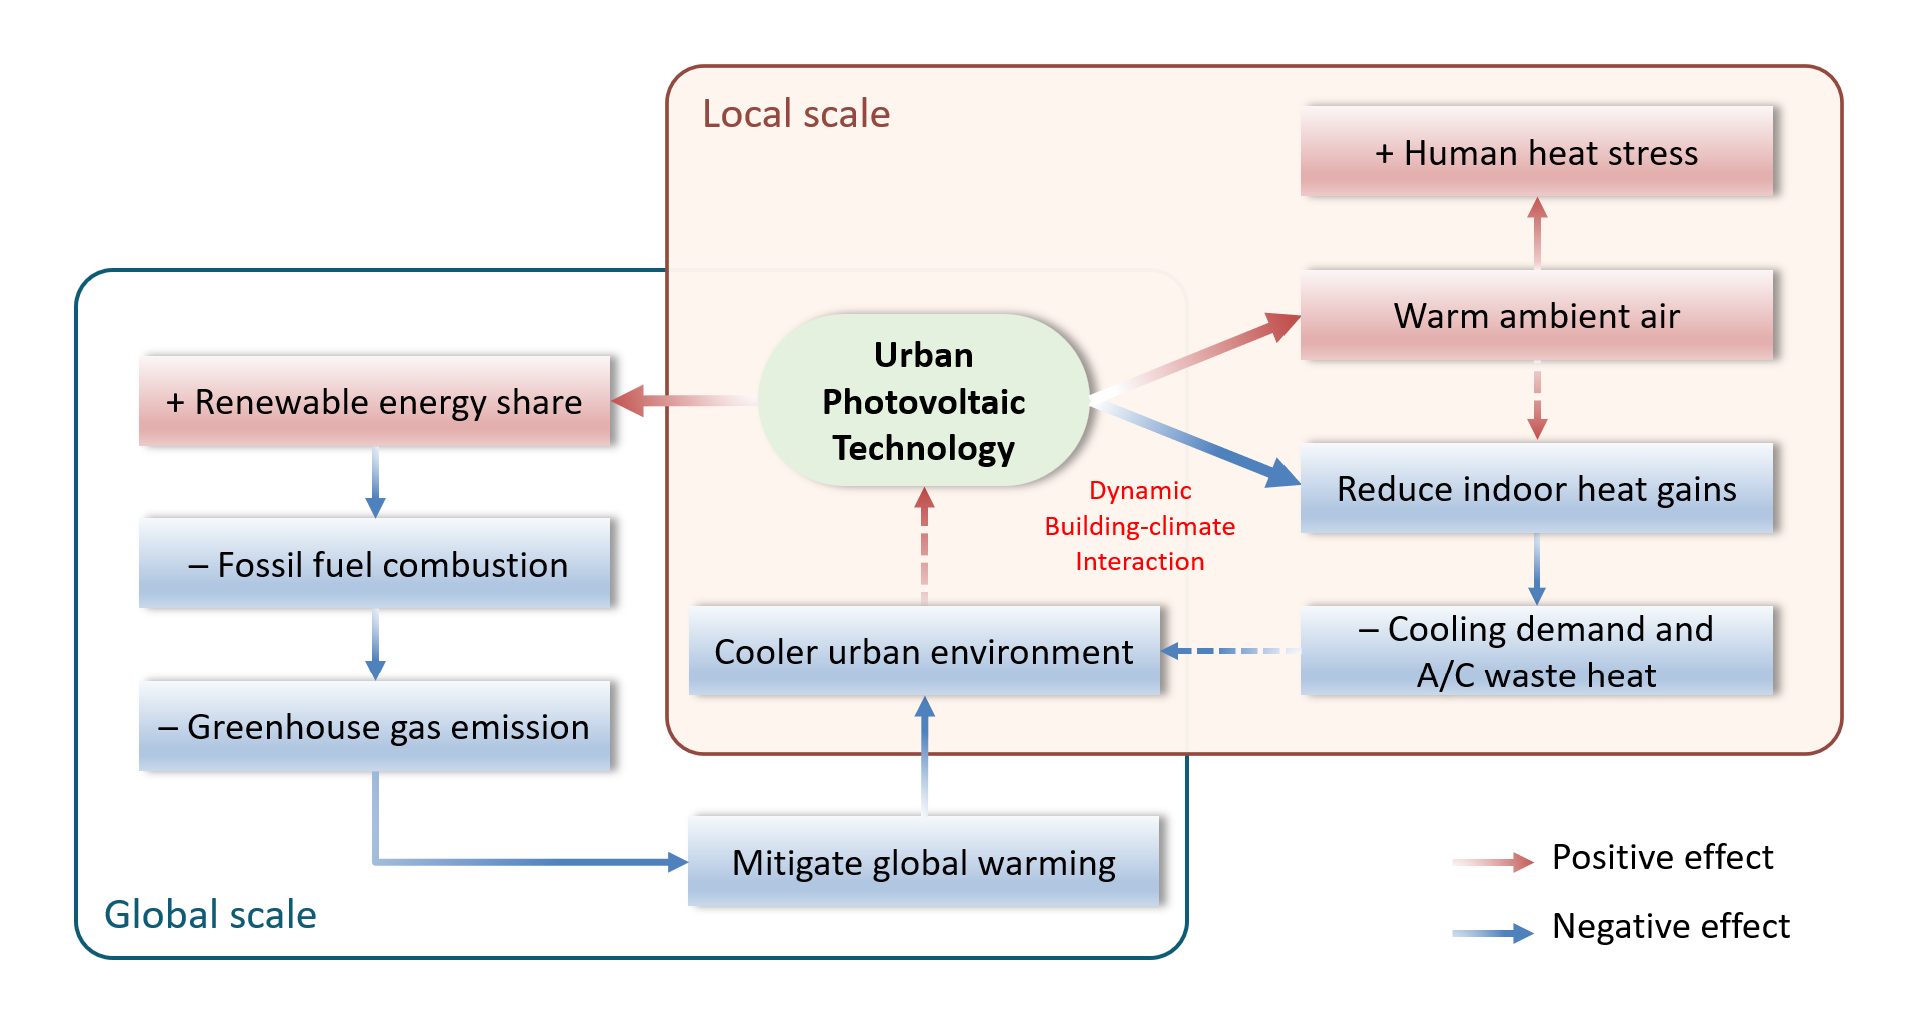 Local scale
+ Human heat stress
Warm ambient air
Urban
Photovoltaic
Technology
+ Renewable energy share
Reduce indoor heat gains
Dynamic
Building-climate
Interaction
– Fossil fuel combustion
Cooler urban environment
– Cooling demand and
A/C waste heat
– Greenhouse gas emission
Mitigate global warming
Global scale
Positive effect
Negative effect